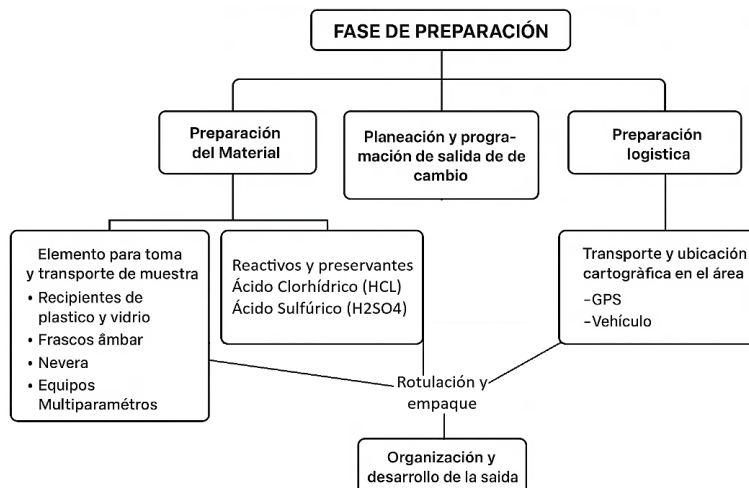 FASE DE PREPARACIÓN
Preparación
del Material
Planeación y progra-
mación de salida de de
cambio
Preparación
logistica
Elemento para toma
y transporte de muestra
• Recipientes de
plastico y vidrio
• Frascos âmbar
• Nevera
• Equipos
Multiparamétros
Reactivos y preservantes
Ácido Clorhídrico (HCL)
Ácido Sulfúrico (H2SO4)
Transporte y ubicación
cartogràfica en el área
-GPS
-Vehículo
Rotulación y
empaque
Organización y
desarrollo de la saida